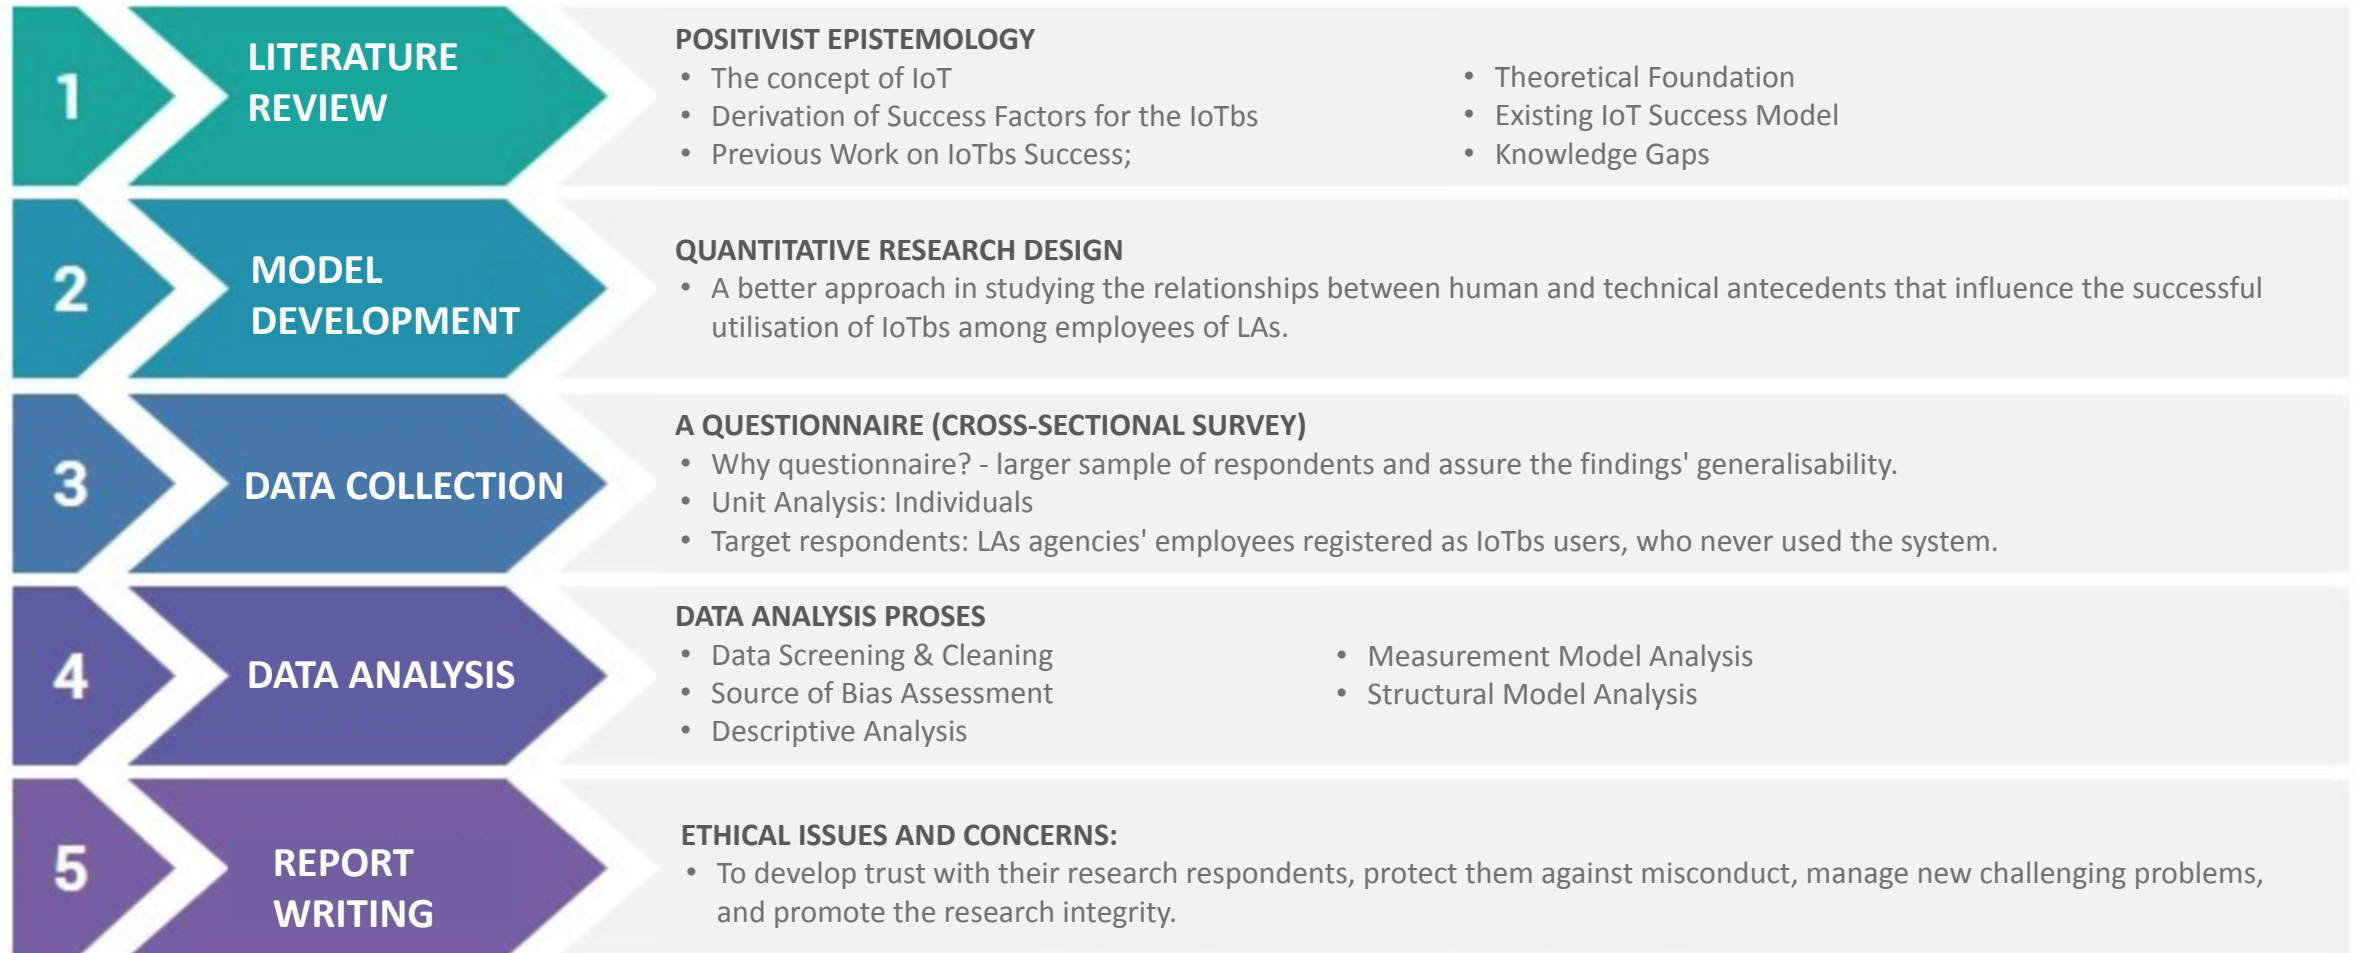 1
LITERATURE
REVIEW
POSITIVIST EPISTEMOLOGY
• The concept of IoT
• Derivation of Success Factors for the IoTbs
• Previous Work on IoTbs Success;
• Theoretical Foundation
• Existing IoT Success Model
• Knowledge Gaps
2
MODEL
DEVELOPMENT
QUANTITATIVE RESEARCH DESIGN
• A better approach in studying the relationships between human and technical antecedents that influence the successful
utilisation of IoTbs among employees of LAs.
3
DATA COLLECTION
A QUESTIONNAIRE (CROSS-SECTIONAL SURVEY)
• Why questionnaire? - larger sample of respondents and assure the findings' generalisability.
• Unit Analysis: Individuals
• Target respondents: LAs agencies' employees registered as IoTbs users, who never used the system.
4
DATA ANALYSIS
DATA ANALYSIS PROSES
• Data Screening & Cleaning
• Source of Bias Assessment
• Descriptive Analysis
• Measurement Model Analysis
• Structural Model Analysis
5
REPORT
WRITING
ETHICAL ISSUES AND CONCERNS:
• To develop trust with their research respondents, protect them against misconduct, manage new challenging problems,
and promote the research integrity.